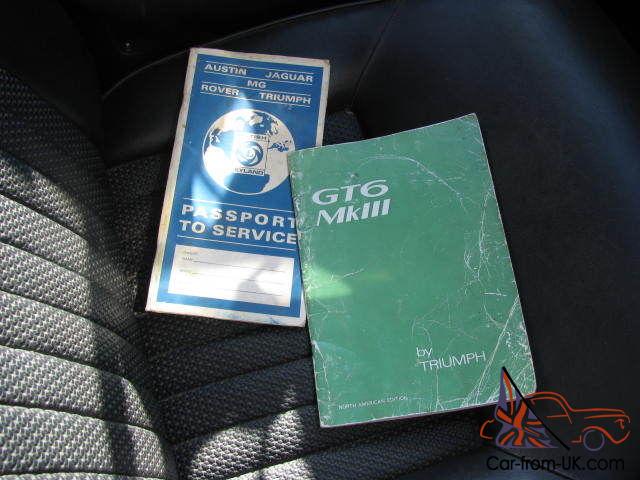 AUSTIN JAGUAR
MG
ROVER TRIUMPH
LEYLAND
PASSPORT
TO SERVICE
NAME
GT6
MkIII
by
TRIUMPH
NORTH AMERICAN EDITION
Car-from-UK.com